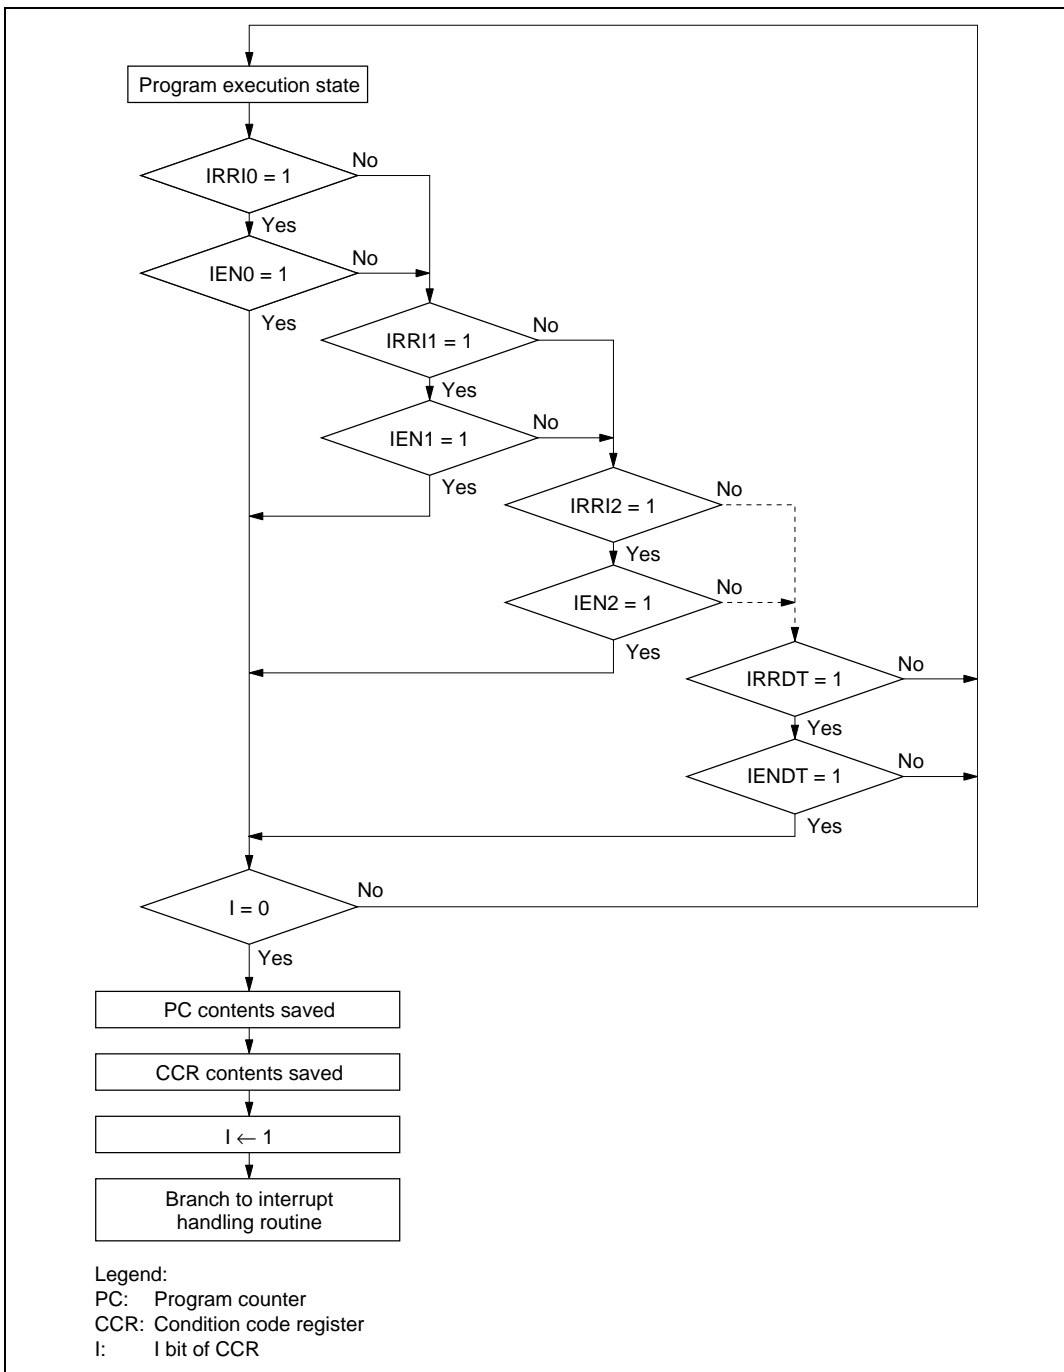 Program execution state
IRRI0 = 1
No
Yes
IEN0 = 1
No
Yes
IRRI1 = 1
No
Yes
IEN1 = 1
No
Yes
IRRI2 = 1
No
Yes
IEN2 = 1
No
Yes
IRRDT = 1
No
Yes
IENDT = 1
No
Yes
I = 0
No
Yes
PC contents saved
CCR contents saved
I ← 1
Branch to interrupt
handling routine
Legend:
PC: Program counter
CCR: Condition code register
I: I bit of CCR